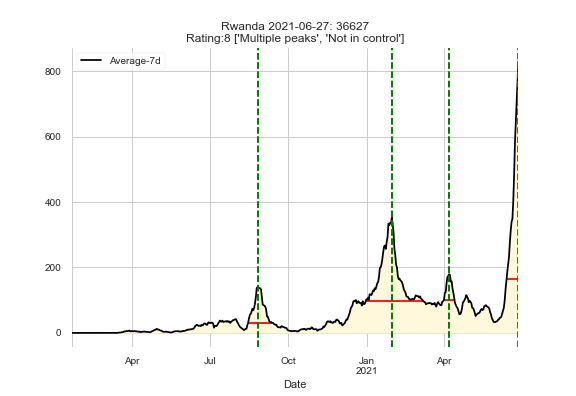 Rwanda 2021-06-27: 36627
Rating:8 ['Multiple peaks', 'Not in control']
Average-7d
800
600
400
200
0
Apr Jul Oct Jan Apr
2021
Date